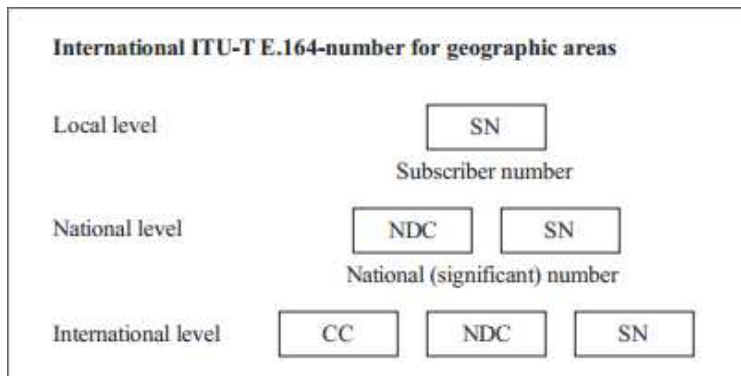 International ITU-T E.164-number for geographic areas
Local level SN
Subscriber number
National level NDC SN
National (significant) number
International level CC NDC SN